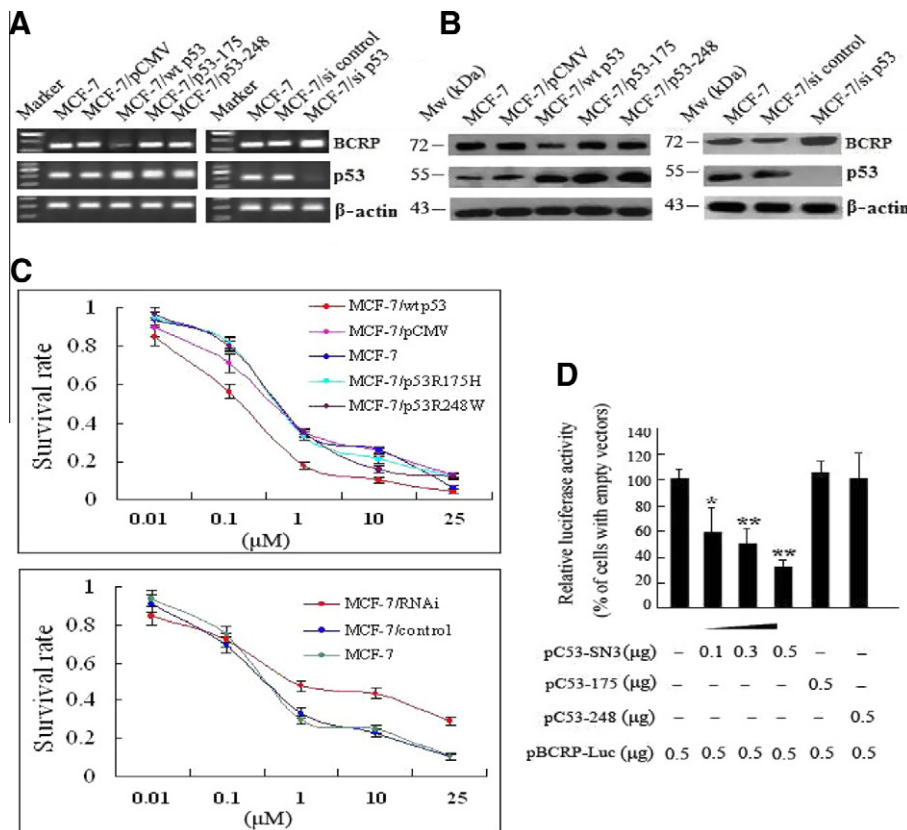 A
Marker
MCF-7
MCF-7/pCMV
MCF-7/wt p53
MCF-7/p53-175
MCF-7/p53-248
Marker
MCF-7
MCF-7/si control
MCF-7/si p53
BCRP
p53
β-actin
B
Mw (kDa)
MCF-7
MCF-7/pCMV
MCF-7/wt p53
MCF-7/p53-175
MCF-7/p53-248
72
55
43
Mw (kDa)
MCF-7
MCF-7/si control
MCF-7/si p53
72
55
43
BCRP
p53
β-actin
C
Survival rate
1
0.8
0.6
0.4
0.2
0
MCF-7/wtp53
MCF-7/pCMV
MCF-7
MCF-7/p53R175H
MCF-7/p53R248W
0.01 0.1 1 10 25
(μM)
Survival rate
1
0.8
0.6
0.4
0.2
0
MCF-7/RNAi
MCF-7/control
MCF-7
0.01 0.1 1 10 25
(μM)
D
Relative luciferase activity
(% of cells with empty vectors)
140
120
100
80
60
40
20
0
* ** **
pC53-SN3(μg) – 0.1 0.3 0.5 – –
pC53-175(μg) – – – – 0.5 –
pC53-248(μg) – – – – – 0.5
pBCRP-Luc(μg) 0.5 0.5 0.5 0.5 0.5 0.5